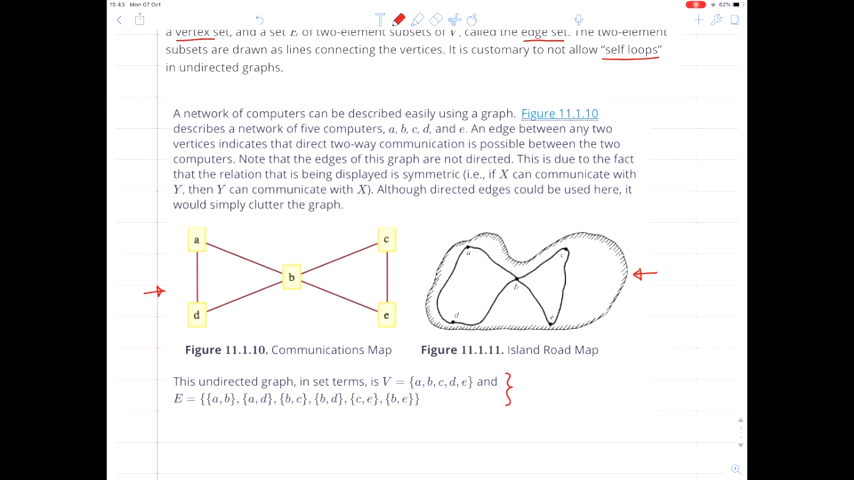 15.43 Mon 07 Oct
62%
a vertex set, and a set E of two-element subsets of V, called the edge set. The two-element
subsets are drawn as lines connecting the vertices. It is customary to not allow “self loops”
in undirected graphs.
A network of computers can be described easily using a graph. Figure 11.1.10
describes a network of five computers, a, b, c, d, and e. An edge between any two
vertices indicates that direct two-way communication is possible between the two
computers. Note that the edges of this graph are not directed. This is due to the fact
that the relation that is being displayed is symmetric (i.e., if X can communicate with
Y, then Y can communicate with X). Although directed edges could be used here, it
would simply clutter the graph.
a
c
b
d
e
a
c
b
d
e
Figure 11.1.10. Communications Map
Figure 11.1.11. Island Road Map
This undirected graph, in set terms, is V = {a, b, c, d, e} and
E = {{a, b}, {a, d}, {b, c}, {b, d}, {c, e}, {b, e}}